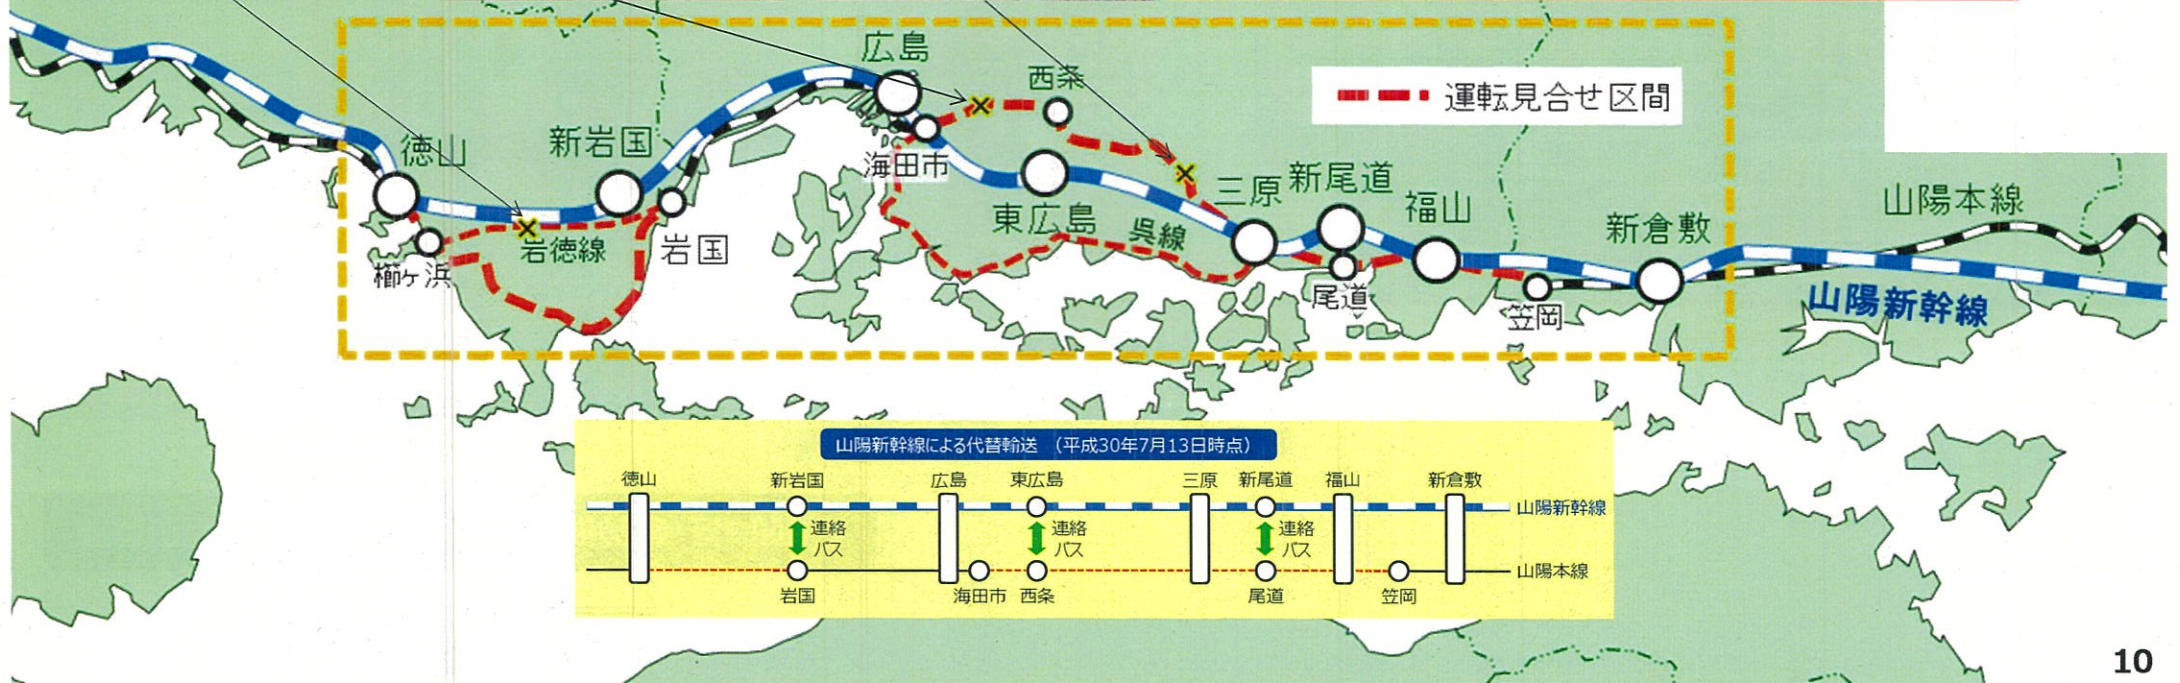 広島
西条
運転見合せ区間
徳山
新岩国
海田市
三原
新尾道
福山
山陽本線
東広島
呉線
新倉敷
岩徳線
岩国
櫛ヶ浜
尾道
笠岡
山陽新幹線
山陽新幹線による代替輸送 (平成30年7月13日時点)
徳山
新岩国
広島
東広島
三原
新尾道
福山
新倉敷
山陽新幹線
連絡
バス
連絡
バス
連絡
バス
山陽本線
岩国
海田市
西条
尾道
笠岡
10